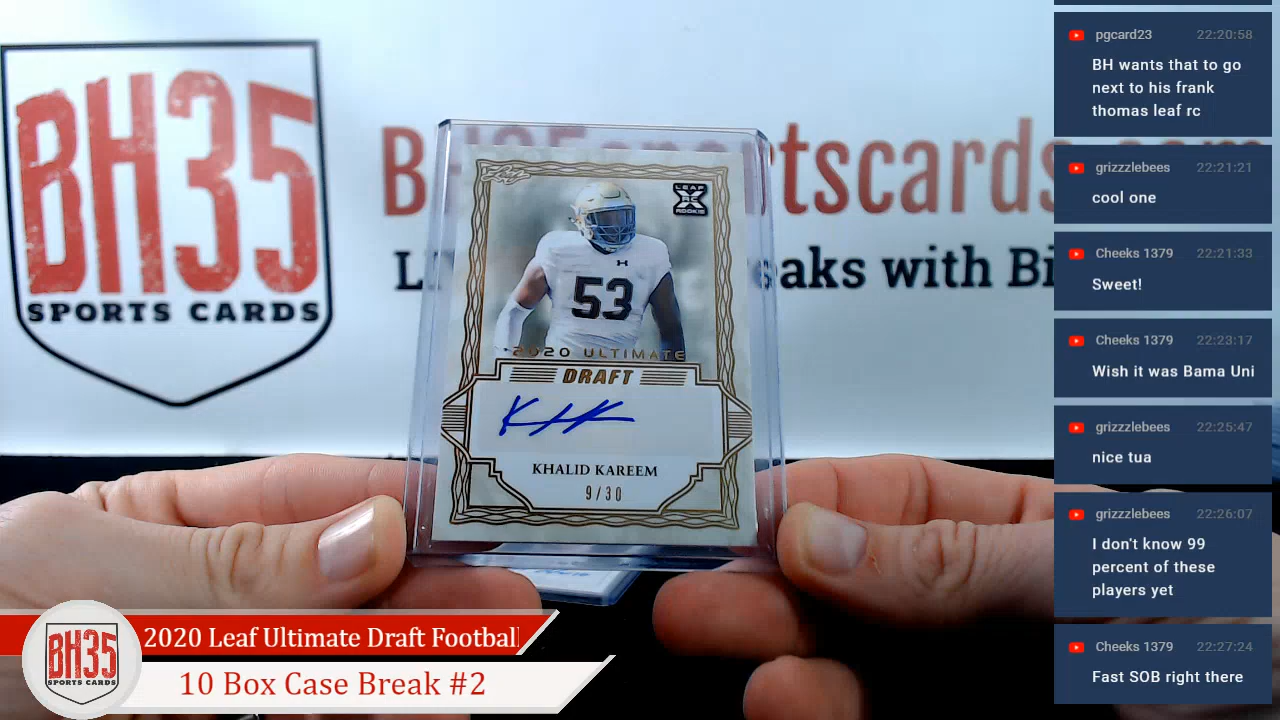 BH35
SPORTS CARDS
aks with Bi
Leaf
LEAF
X
RC
ROOKIE
53
2020 ULTIMATE
DRAFT
KHALID KAREEM
9/30
BH35
SPORTS CARDS
2020 Leaf Ultimate Draft Football
10 Box Case Break #2
pgcard23 22:20:58
BH wants that to go
next to his frank
thomas leaf rc
grizzzlebees 22:21:21
cool one
Cheeks 1379 22:21:33
Sweet!
Cheeks 1379 22:23:17
Wish it was Bama Uni
grizzzlebees 22:25:47
nice tua
grizzzlebees 22:26:07
I don't know 99
percent of these
players yet
Cheeks 1379 22:27:24
Fast SOB right there